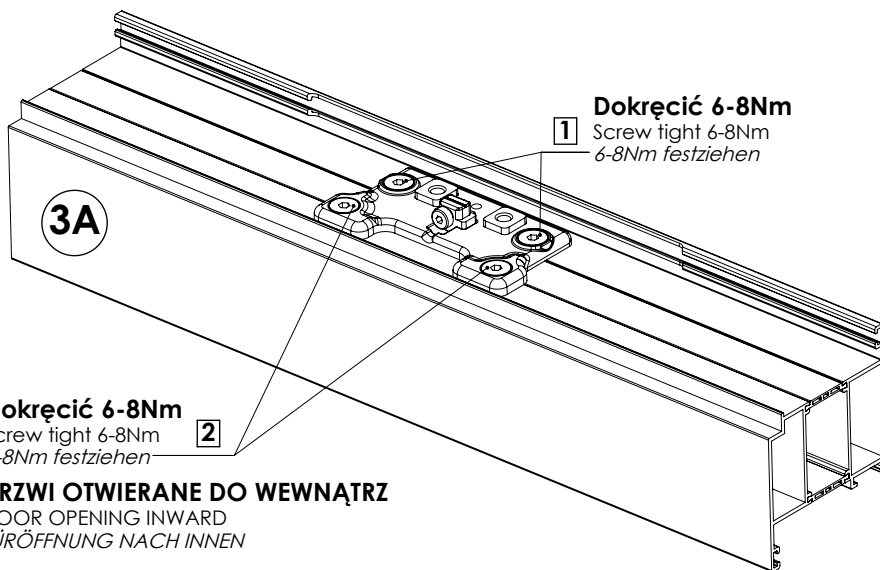 Dokręcić 6-8Nm
1
Screw tight 6-8Nm
6-8Nm festziehen
3A
okręcić 6-8Nm
crew tight 6-8Nm
2
-8Nm festziehen
RZWI OTWIERANE DO WEWNĄTRZ
OOR OPENING INWARD
ÜRÖFFNUNG NACH INNEN